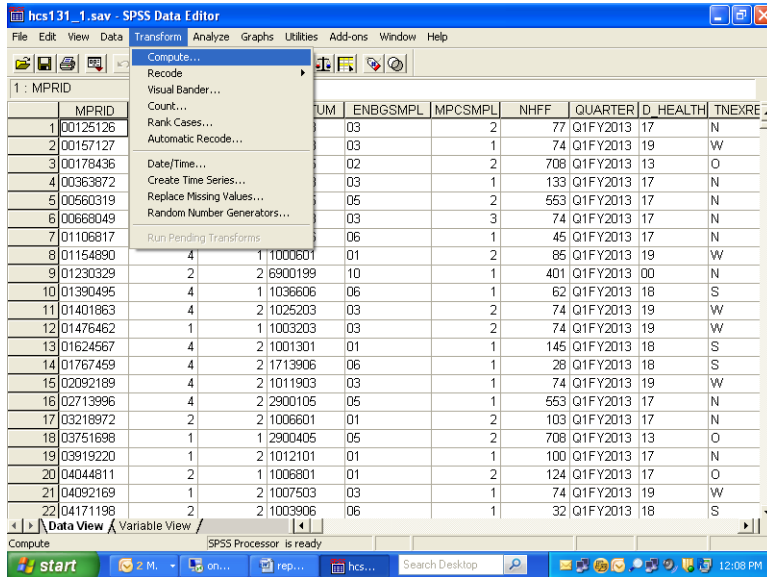 hcs131_1.sav - SPSS Data Editor
File Edit View Data Transform Analyze Graphs Utilities Add-ons Window Help
Compute...
Recode
Visual Bander...
Count...
Rank Cases...
Automatic Recode...
Date/Time...
Create Time Series...
Replace Missing Values...
Random Number Generators...
Run Pending Transforms
1 : MPRID
MPRID UM ENBGSMPL MPCSMPL NHFF QUARTER D_HEALTH TNEXRE
1 00125126 03 2 77 Q1FY2013 17 N
2 00157127 03 1 74 Q1FY2013 19 W
3 00178436 02 2 708 Q1FY2013 13 O
4 00363872 03 1 133 Q1FY2013 17 N
5 00560319 05 2 553 Q1FY2013 17 N
6 00668049 03 3 74 Q1FY2013 17 N
7 01106817 06 1 45 Q1FY2013 17 N
8 01154890 4 1 1000601 01 2 85 Q1FY2013 19 W
9 01230329 2 2 6900199 10 1 401 Q1FY2013 00 N
10 01390495 4 1 1036606 06 1 62 Q1FY2013 18 S
11 01401863 4 2 1025203 03 2 74 Q1FY2013 19 W
12 01476462 1 1 1003203 03 2 74 Q1FY2013 19 W
13 01624567 4 2 1001301 01 1 145 Q1FY2013 18 S
14 01767459 4 2 1713906 06 1 28 Q1FY2013 18 S
15 02092189 4 2 1011903 03 1 74 Q1FY2013 19 W
16 02713996 4 2 2900105 05 1 553 Q1FY2013 17 N
17 03218972 2 2 1006601 01 2 103 Q1FY2013 17 N
18 03751698 1 1 2900405 05 2 708 Q1FY2013 13 O
19 03919220 1 2 1012101 01 1 100 Q1FY2013 17 N
20 04044811 2 1 1006801 01 2 124 Q1FY2013 17 O
21 04092169 1 2 1007503 03 1 74 Q1FY2013 19 W
22 04171198 2 2 1003906 06 1 32 Q1FY2013 18 S
Data View Variable View
Compute SPSS Processor is ready
start 2 M. on... rep... hcs... Search Desktop 12:08 PM